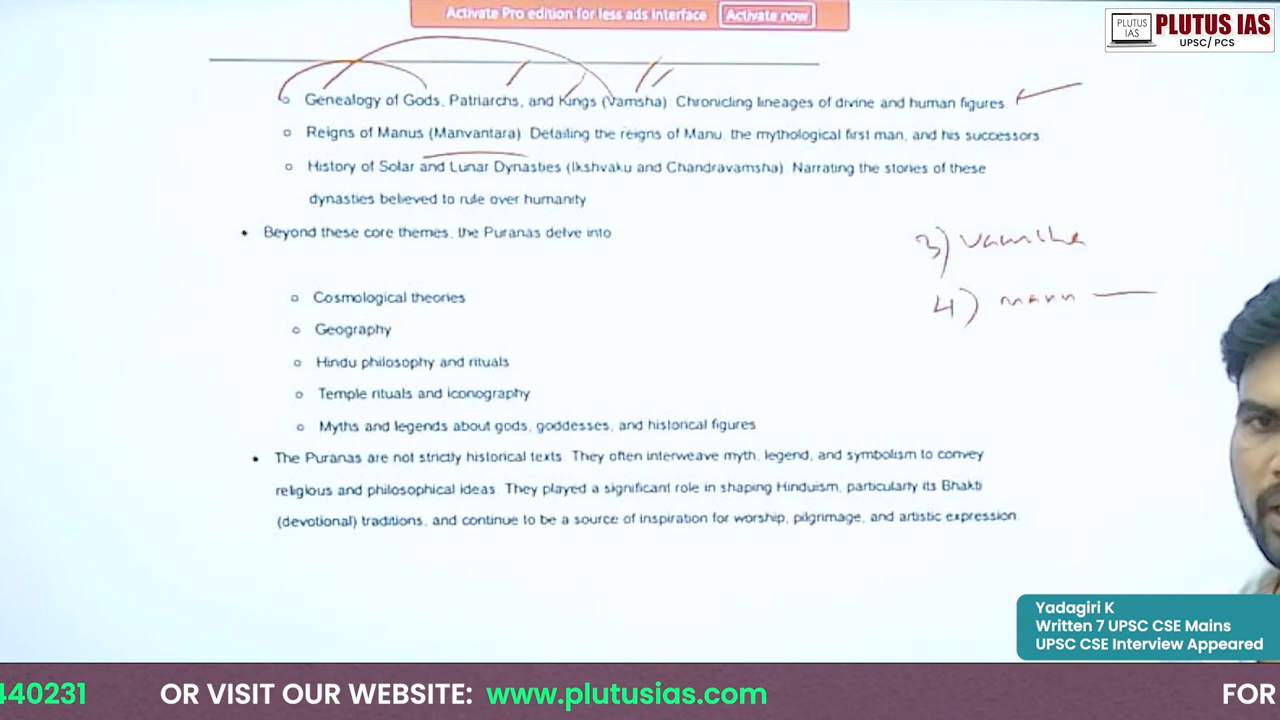 Activate Pro edition for less ads interface Activate now
PLUTUS IAS
PLUTUS IAS
UPSC/ PCS
Genealogy of Gods, Patriarchs, and Kings (Vamsha) Chronicling lineages of divine and human figures.
Reigns of Manus (Manvantara) Detailing the reigns of Manu, the mythological first man, and his successors.
History of Solar and Lunar Dynasties (Ikshvaku and Chandravamsha) Narrating the stories of these
dynasties believed to rule over humanity
Beyond these core themes, the Puranas delve into
3) Vamsha
4) manu
Cosmological theories
Geography
Hindu philosophy and rituals
Temple rituals and iconography
Myths and legends about gods, goddesses, and historical figures
The Puranas are not strictly historical texts. They often interweave myth, legend, and symbolism to convey
religious and philosophical ideas. They played a significant role in shaping Hinduism, particularly its Bhakti
(devotional) traditions, and continue to be a source of inspiration for worship, pilgrimage, and artistic expression.
Yadagiri K
Written 7 UPSC CSE Mains
UPSC CSE Interview Appeared
440231 OR VISIT OUR WEBSITE: www.plutusias.com FOR